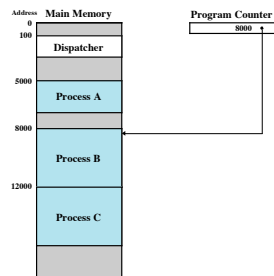 Address Main Memory Program Counter
0
100
8000
Dispatcher
5000
Process A
8000
Process B
12000
Process C